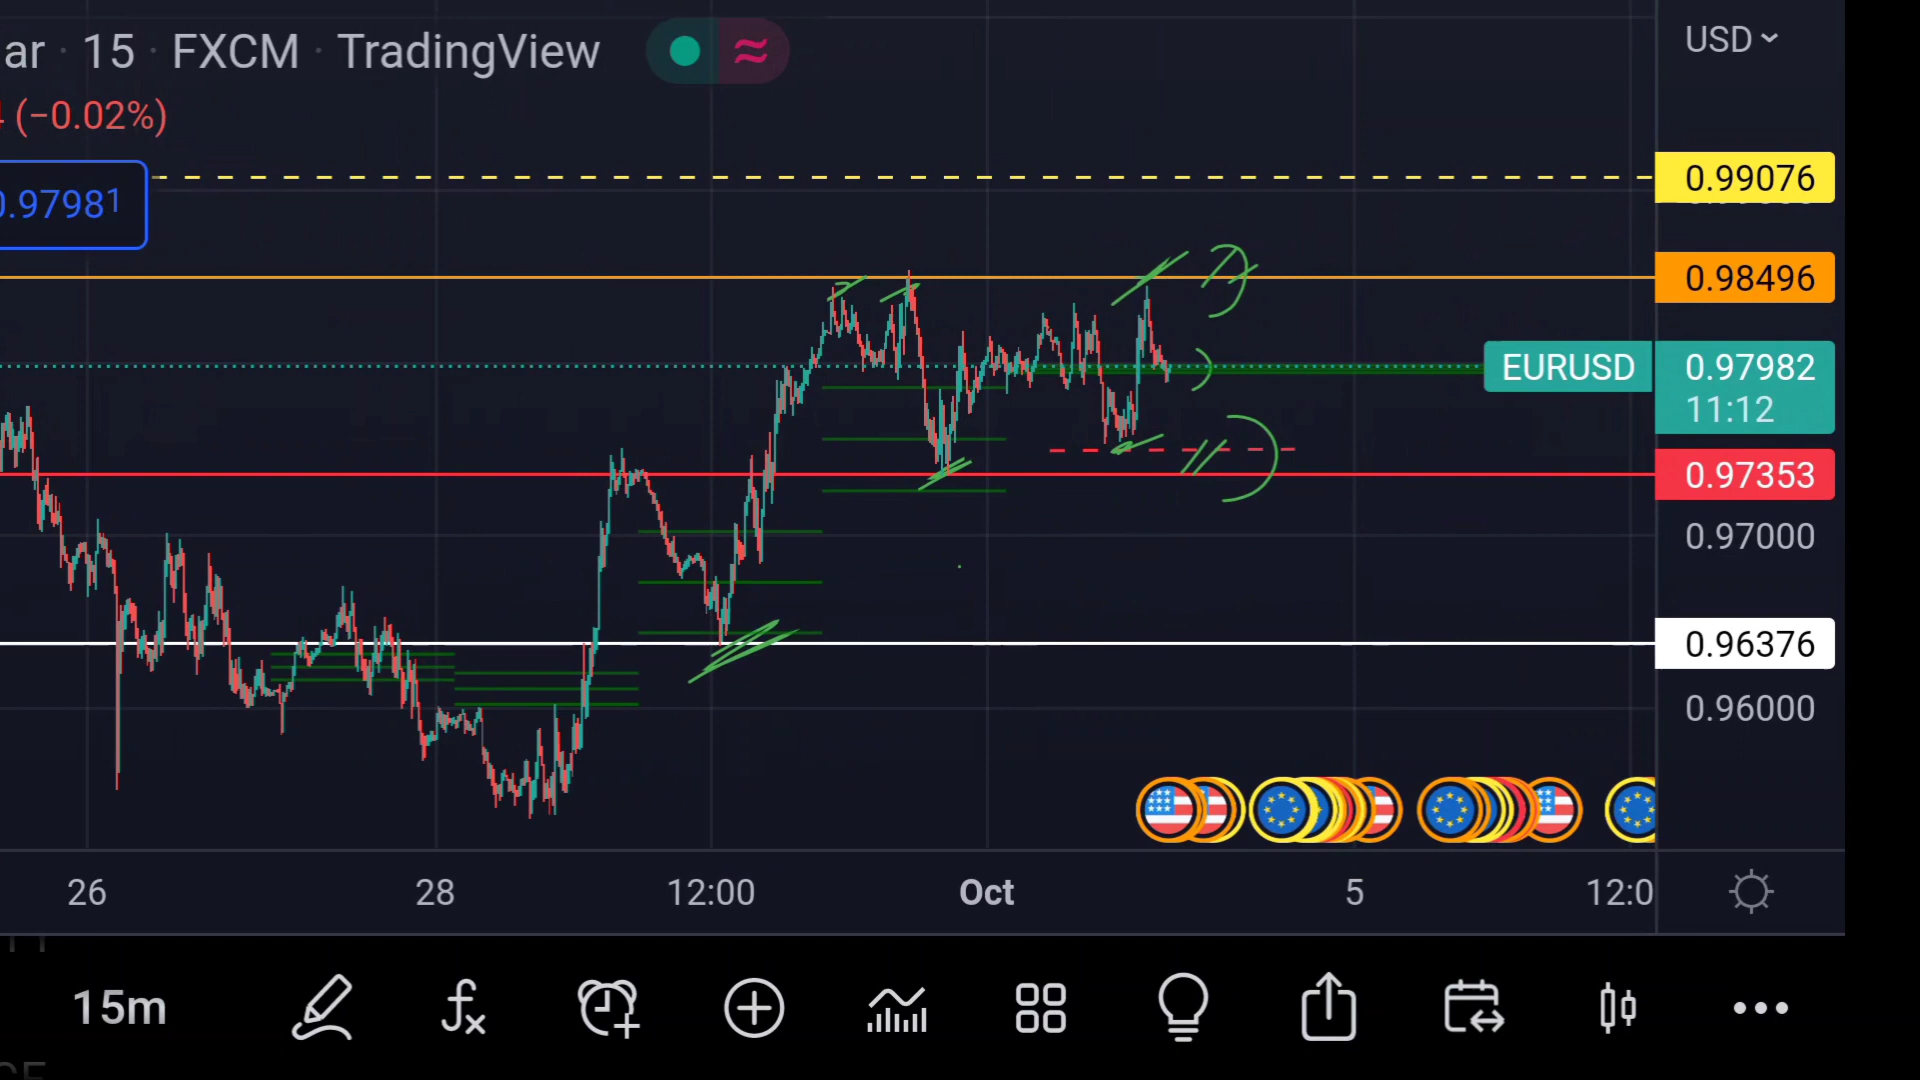 ar · 15 · FXCM · TradingView
USD
(−0.02%)
0.97981
0.99076
0.98496
EURUSD 0.97982
11:12
0.97353
0.97000
0.96376
0.96000
26 28 12:00 Oct 5 12:0
15m